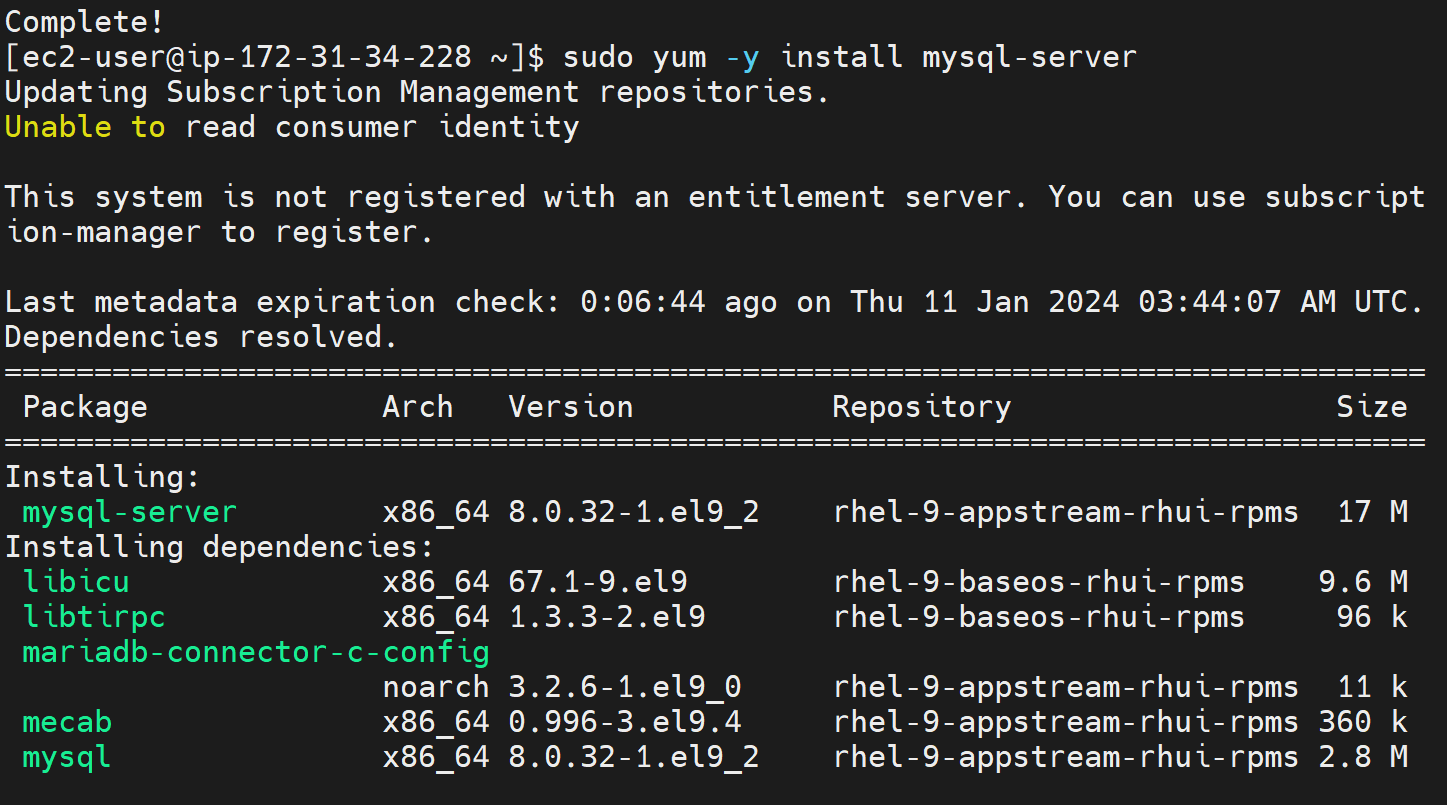 Complete!
[ec2-user@ip-172-31-34-228 ~]$ sudo yum -y install mysql-server
Updating Subscription Management repositories.
Unable to read consumer identity
This system is not registered with an entitlement server. You can use subscript
ion-manager to register.
Last metadata expiration check: 0:06:44 ago on Thu 11 Jan 2024 03:44:07 AM UTC.
Dependencies resolved.
===============================================================================
Package Arch Version Repository Size
===============================================================================
Installing:
mysql-server x86_64 8.0.32-1.el9_2 rhel-9-appstream-rhui-rpms 17 M
Installing dependencies:
libicu x86_64 67.1-9.el9 rhel-9-baseos-rhui-rpms 9.6 M
libtirpc x86_64 1.3.3-2.el9 rhel-9-baseos-rhui-rpms 96 k
mariadb-connector-c-config
noarch 3.2.6-1.el9_0 rhel-9-appstream-rhui-rpms 11 k
mecab x86_64 0.996-3.el9.4 rhel-9-appstream-rhui-rpms 360 k
mysql x86_64 8.0.32-1.el9_2 rhel-9-appstream-rhui-rpms 2.8 M